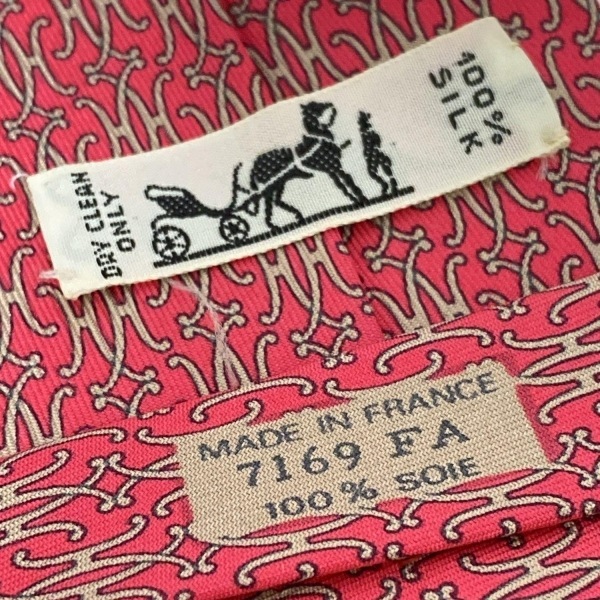 100%
SILK
DRY CLEAN
ONLY
MADE IN FRANCE
7169 FA
100% SOIE